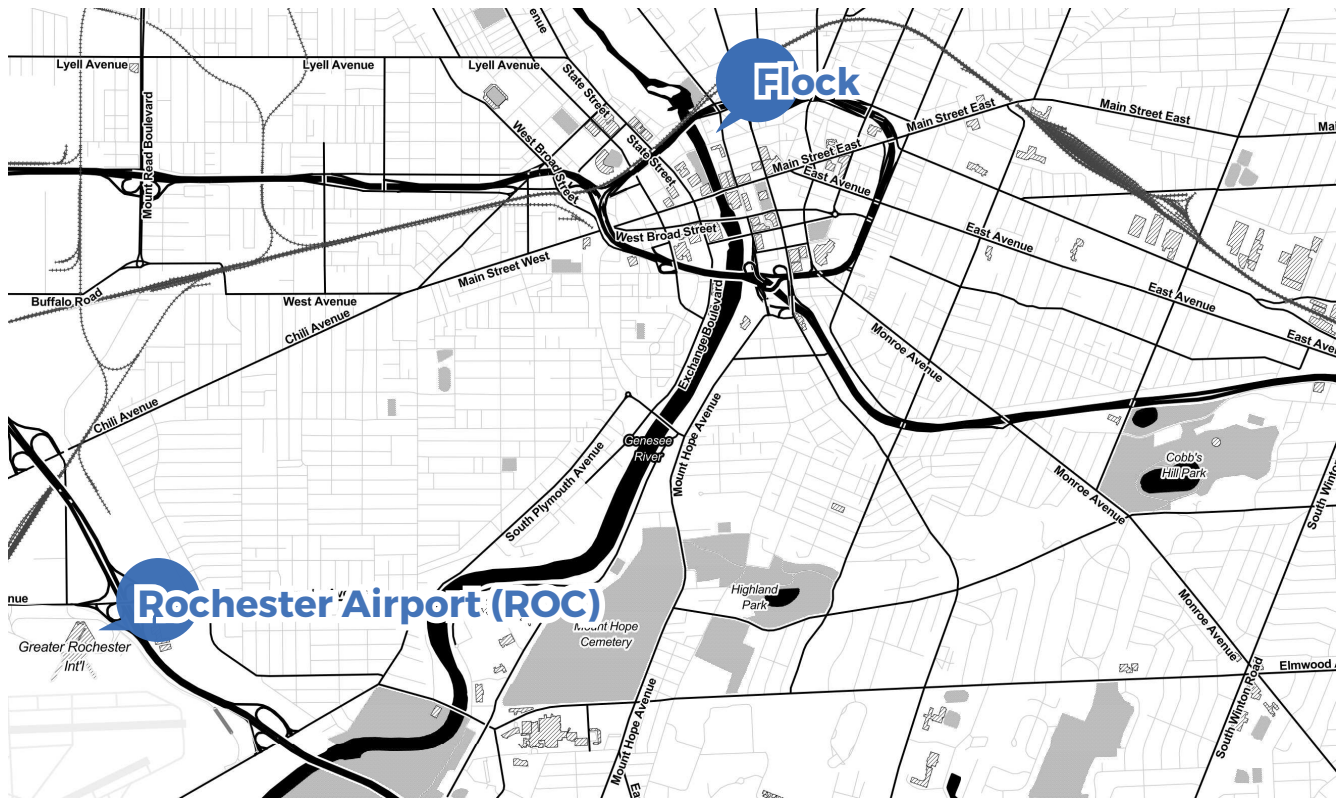 Lyell Avenue
Lyell Avenue
Lyell Avenue
State Street
Flock
Mount Read Boulevard
West Broad Street
State Street
Main Street East
Main Street East
Main Street East
East Avenue
West Broad Street
East Avenue
Main Street West
Buffalo Road
West Avenue
East Avenue
Chili Avenue
Exchange Boulevard
Monroe Avenue
Chili Avenue
Mount Hope Avenue
Genesee
River
South Plymouth Avenue
Cobb's
Hill Park
Monroe Avenue
South Winton
Highland
Park
Rochester Airport (ROC)
Mount Hope
Cemetery
Greater Rochester
Int'l
Monroe Avenue
Elmwood
South Winton Road
Mount Hope Avenue